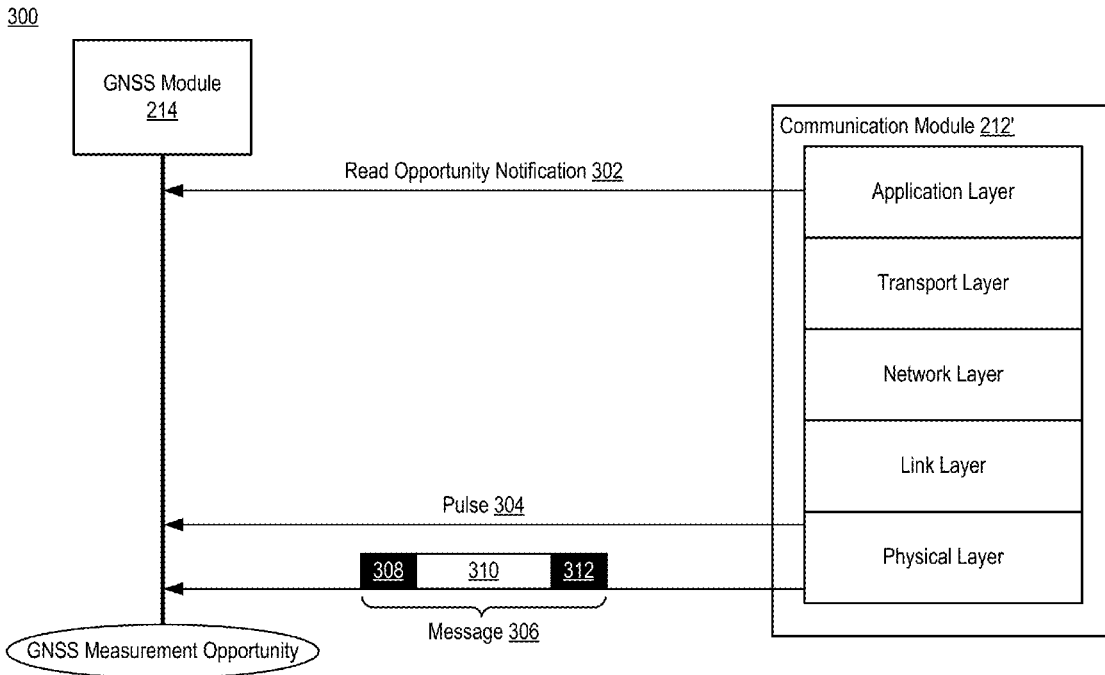 300
GNSS Module
214
Communication Module 212'
Read Opportunity Notification 302
Application Layer
Transport Layer
Network Layer
Link Layer
Pulse 304
Physical Layer
308 310 312
Message 306
GNSS Measurement Opportunity